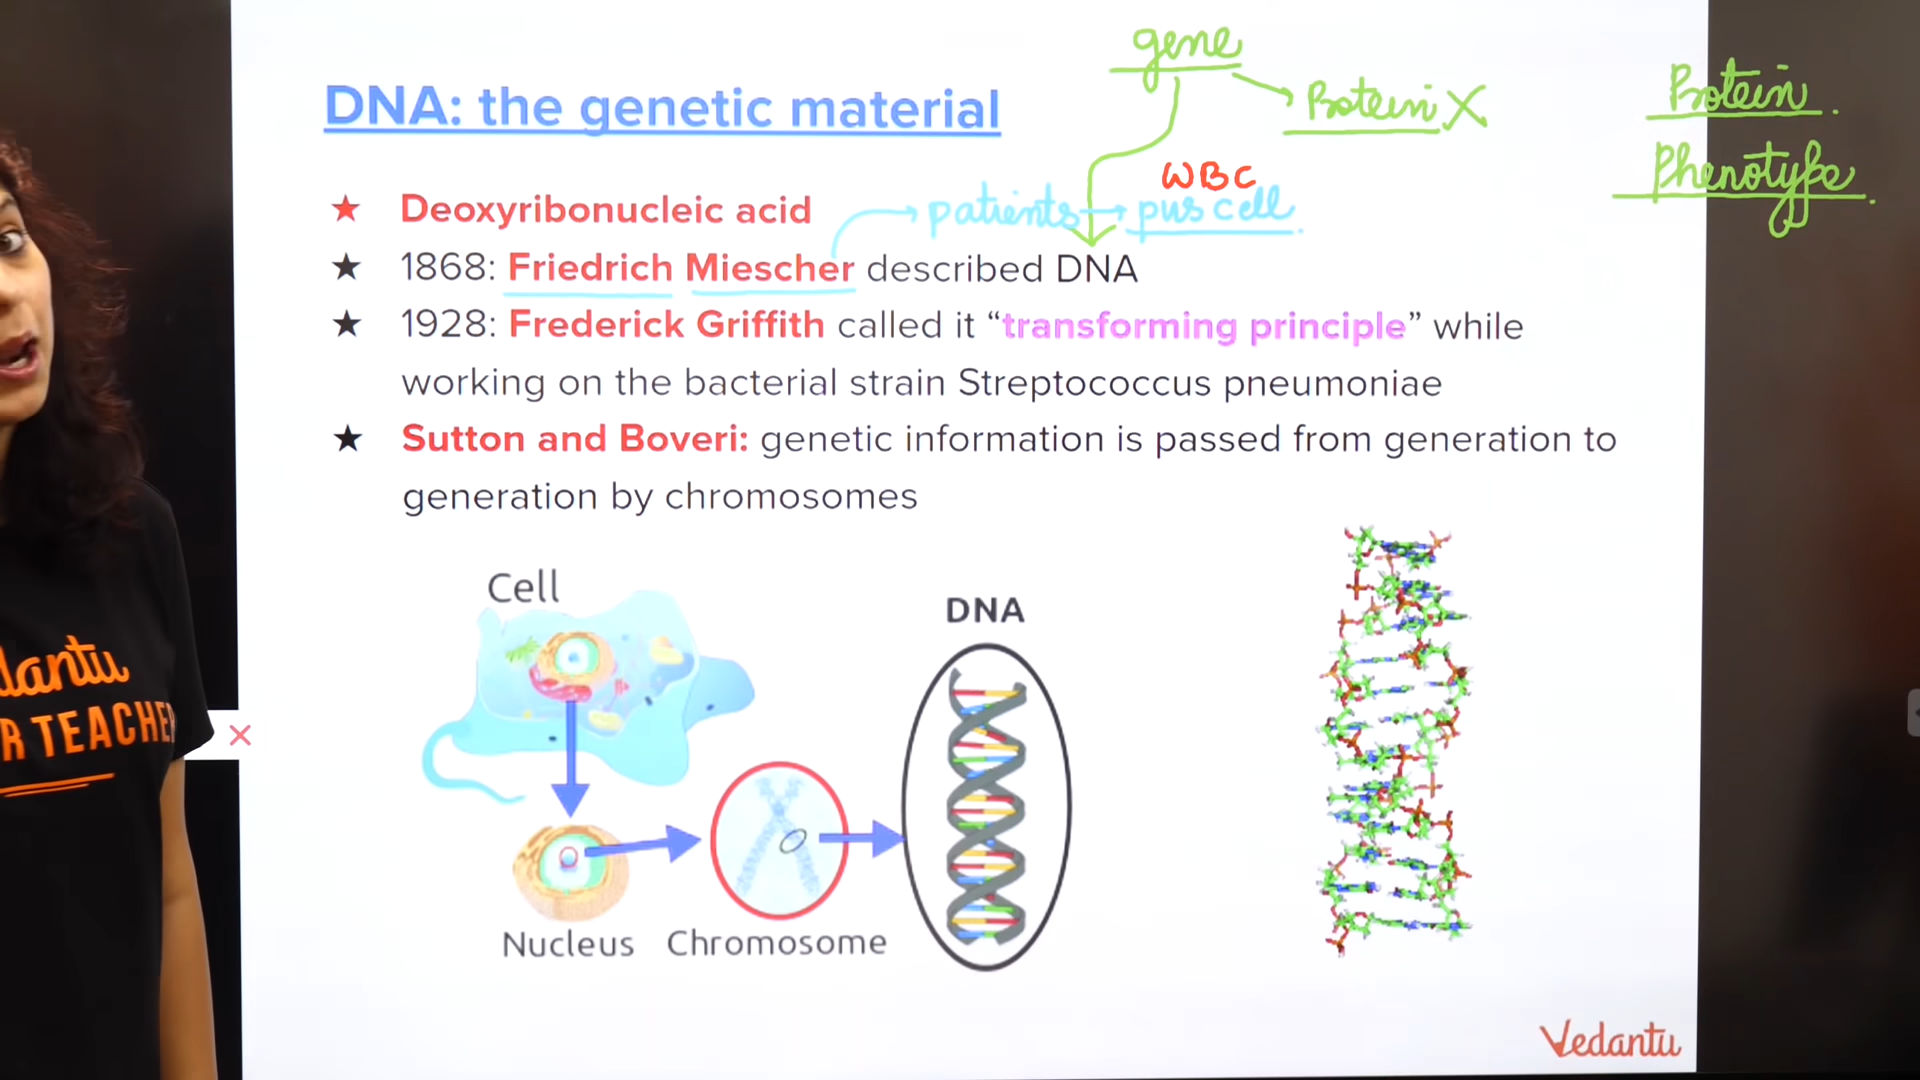 gene
Protein X
Protein.
Phenotype.
DNA: the genetic material
WBC
★ Deoxyribonucleic acid
patients → pus cell.
★ 1868: Friedrich Miescher described DNA
★ 1928: Frederick Griffith called it “transforming principle” while
working on the bacterial strain Streptococcus pneumoniae
★ Sutton and Boveri: genetic information is passed from generation to
generation by chromosomes
Cell
DNA
dantu
R TEACHER
Nucleus
Chromosome
Vedantu